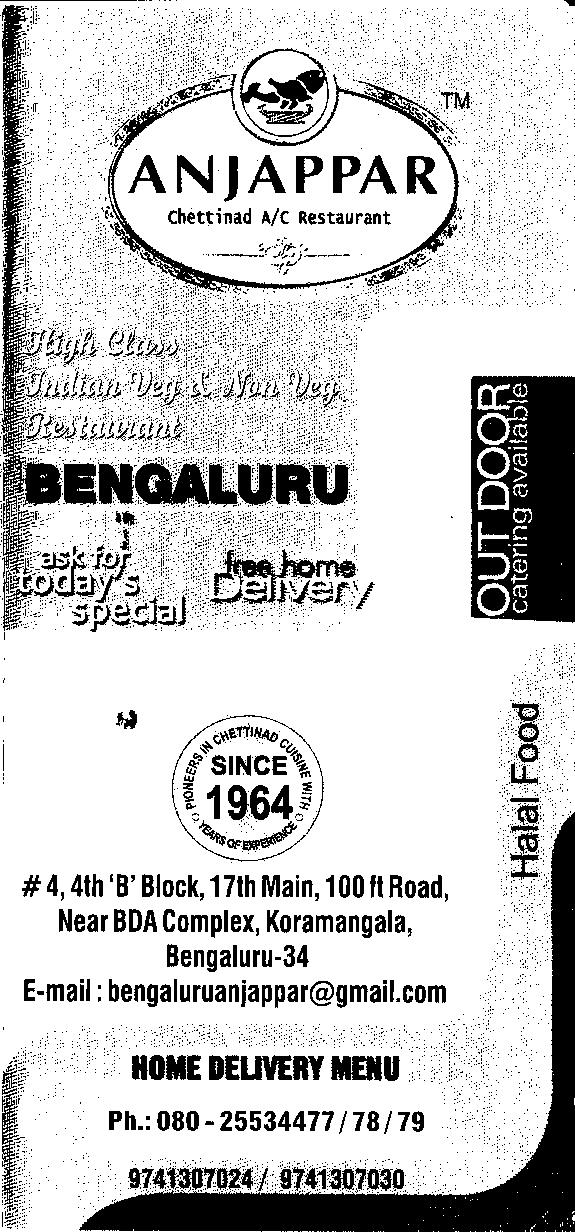 TM
ANJAPPAR
Chettinad A/C Restaurant
High Class
Indian Veg & Non Veg
Restaurant
BENGALURU
OUT DOOR
catering available
ask for
today's
special
free home
Delivery
PIONEERS IN CHETTINAD CUISINE WITH
SINCE
1964
YEARS OF EXPERIENCE
Halal Food
# 4, 4th 'B' Block, 17th Main, 100 ft Road,
Near BDA Complex, Koramangala,
Bengaluru-34
E-mail : bengaluruanjappar@gmail.com
HOME DELIVERY MENU
Ph.: 080 - 25534477 / 78 / 79
9741307024 / 9741307030